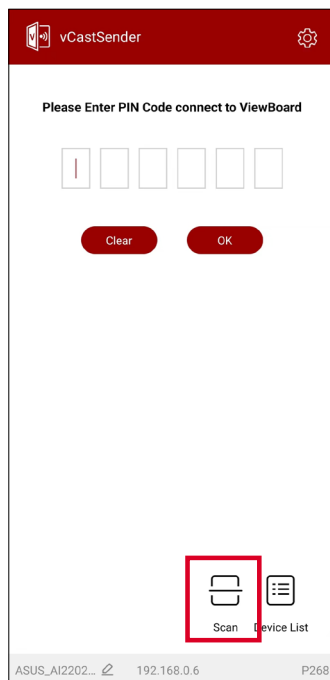 vCastSender
Please Enter PIN Code connect to ViewBoard
Clear OK
Scan Device List
ASUS_AI2202... 192.168.0.6 P268